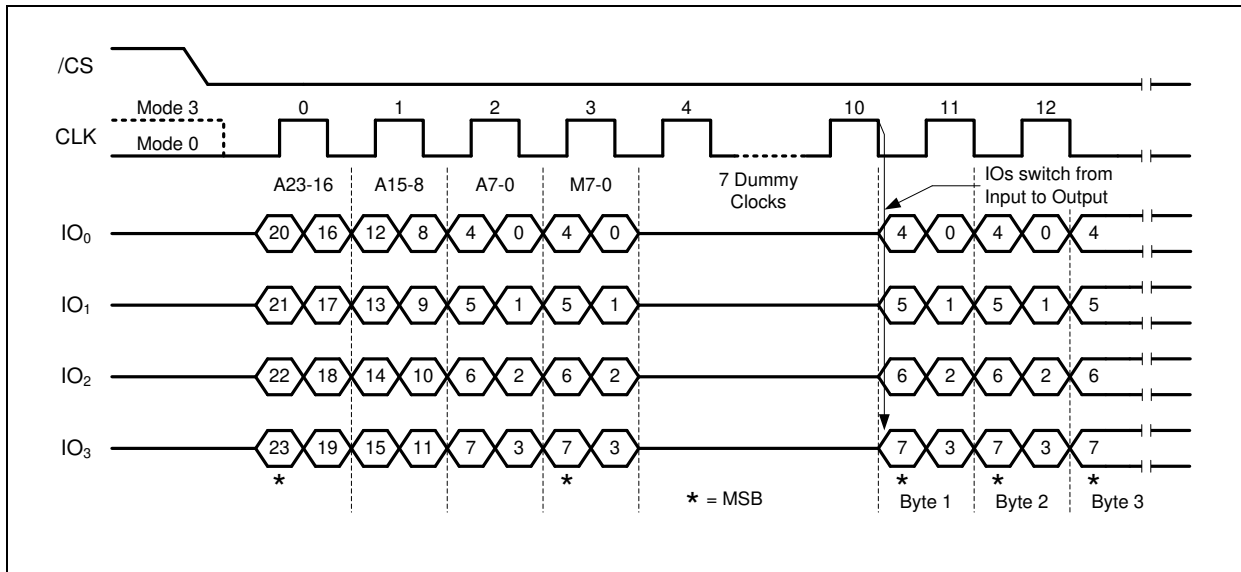 /CS
Mode 3 0 1 2 3 4 10 11 12
CLK
Mode 0
A23-16 A15-8 A7-0 M7-0 7 Dummy Clocks IOs switch from Input to Output
IO₀ 20 16 12 8 4 0 4 0 4 0 4 0 4
IO₁ 21 17 13 9 5 1 5 1 5 1 5 1 5
IO₂ 22 18 14 10 6 2 6 2 6 2 6 2 6
IO₃ 23 19 15 11 7 3 7 3 7 3 7 3 7
* * * * *
* = MSB Byte 1 Byte 2 Byte 3